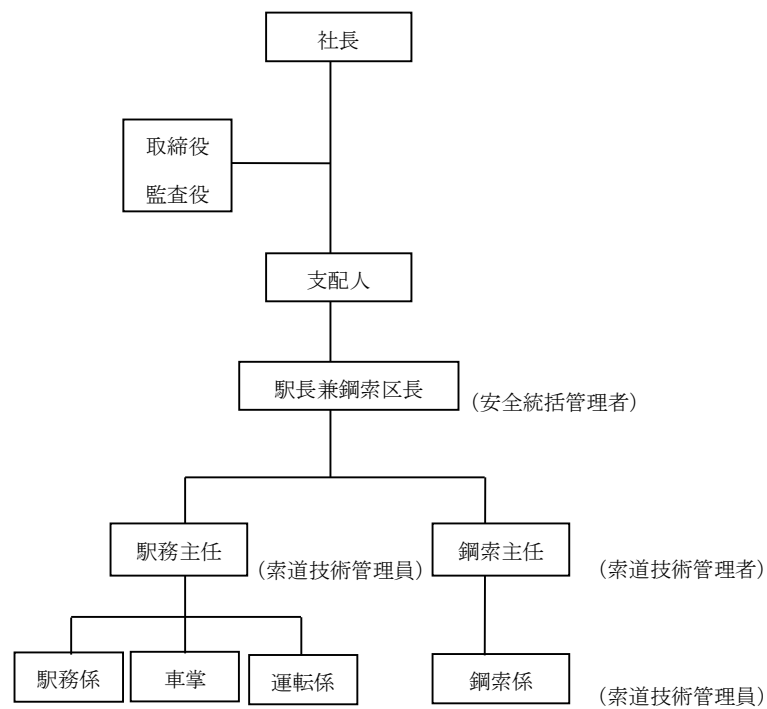 社長
取締役
監査役
支配人
駅長兼鋼索区長
(安全統括管理者)
駅務主任
(索道技術管理員)
鋼索主任
(索道技術管理者)
駅務係
車掌
運転係
鋼索係
(索道技術管理員)